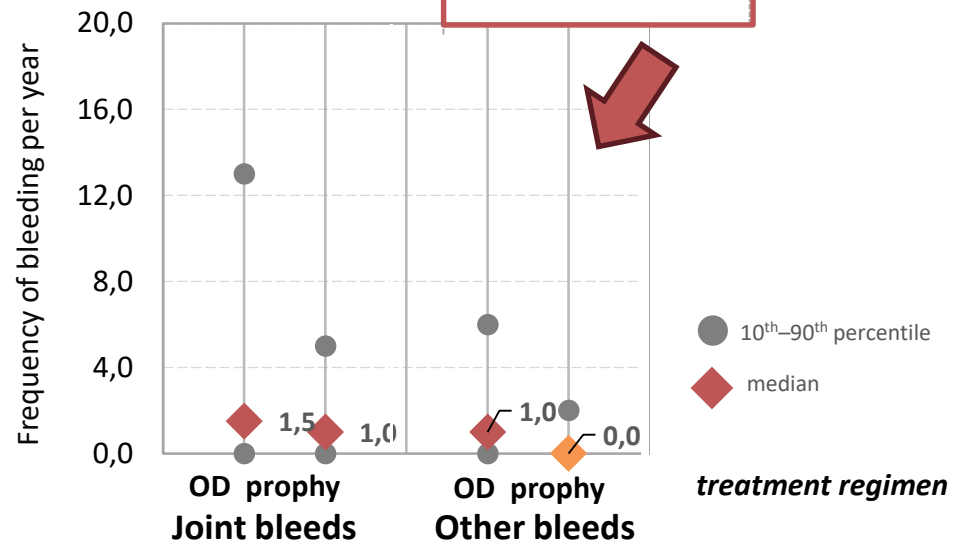 Frequency of bleeding per year
20,0
16,0
12,0
8,0
4,0
0,0
1,5
1,0
1,0
0,0
OD prophy
Joint bleeds
OD prophy
Other bleeds
10th–90th percentile
median
treatment regimen